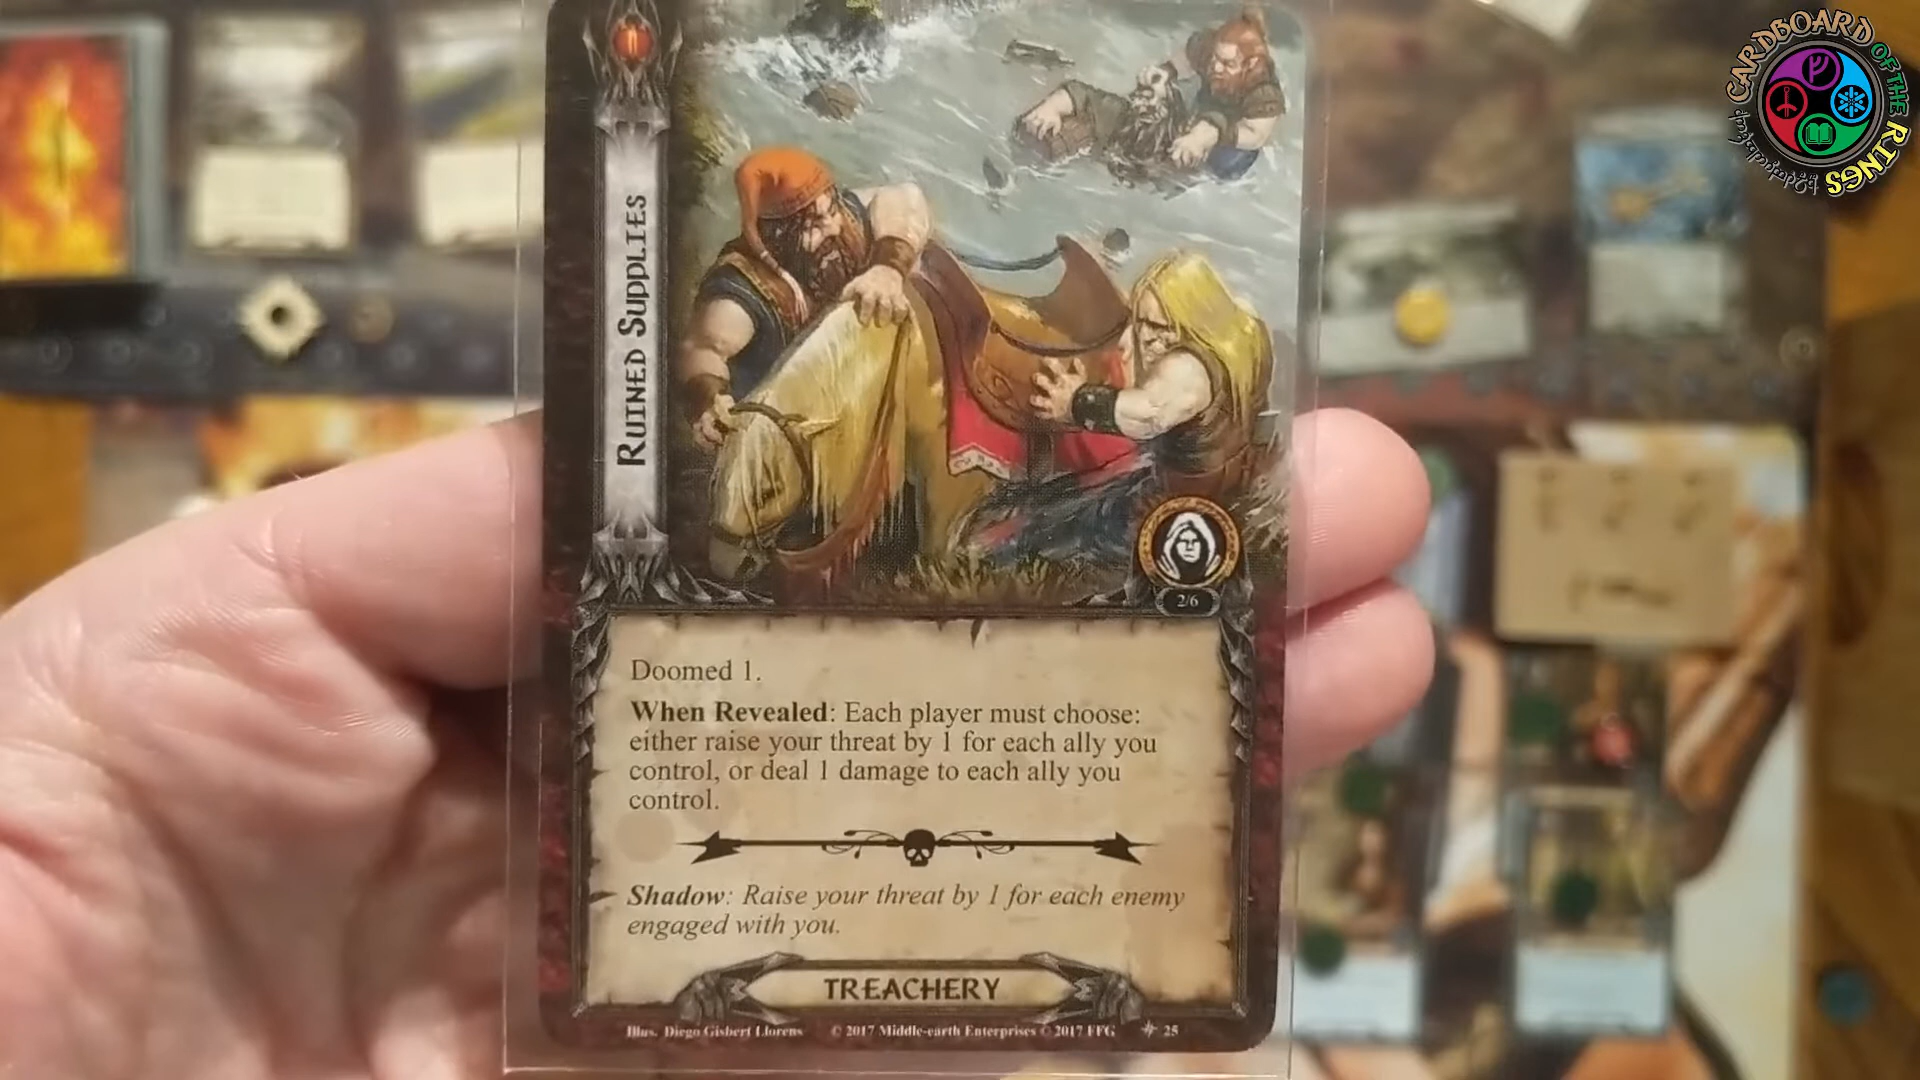 CARDBOARD OF THE RINGS
RUINED SUPPLIES
2/6
Doomed 1.
When Revealed: Each player must choose:
either raise your threat by 1 for each ally you
control, or deal 1 damage to each ally you
control.
Shadow: Raise your threat by 1 for each enemy
engaged with you.
TREACHERY
Illus. Diego Gisbert Llorens © 2017 Middle-earth Enterprises © 2017 FFG 25